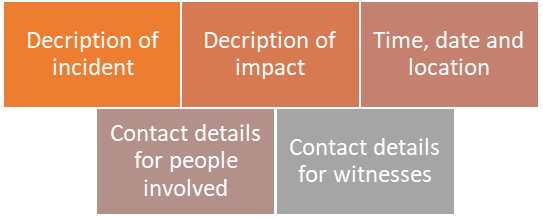 Decription of
incident
Decription of
impact
Time, date and
location
Contact details
for people
involved
Contact details
for witnesses